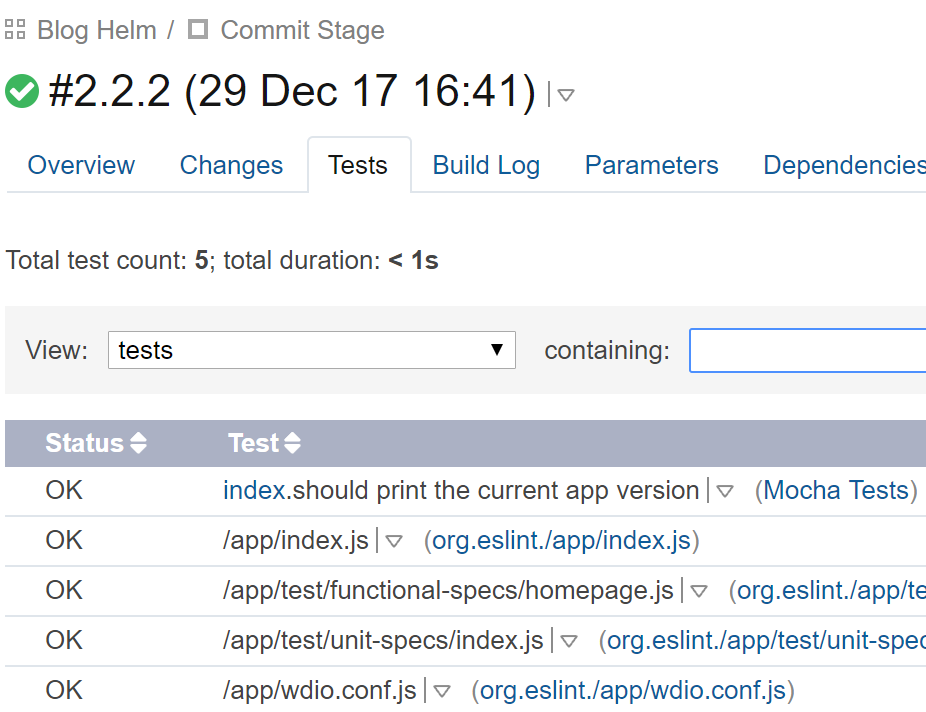 Blog Helm / Commit Stage
#2.2.2 (29 Dec 17 16:41)
Overview Changes Tests Build Log Parameters Dependencies
Total test count: 5; total duration: < 1s
View: tests containing:
Status Test
OK index.should print the current app version (Mocha Tests)
OK /app/index.js (org.eslint./app/index.js)
OK /app/test/functional-specs/homepage.js (org.eslint./app/te
OK /app/test/unit-specs/index.js (org.eslint./app/test/unit-spec
OK /app/wdio.conf.js (org.eslint./app/wdio.conf.js)